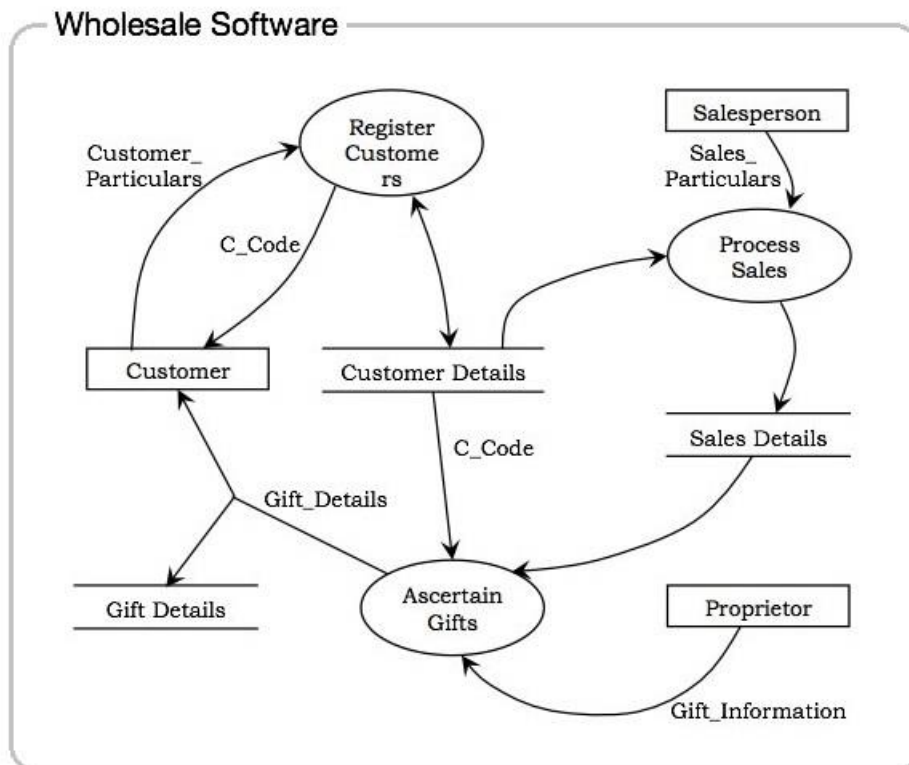 Wholesale Software
Register
Custome
rs
Salesperson
Customer_
Particulars
Sales_
Particulars
C_Code
Process
Sales
Customer
Customer Details
Sales Details
C_Code
Gift_Details
Gift Details
Ascertain
Gifts
Proprietor
Gift_Information